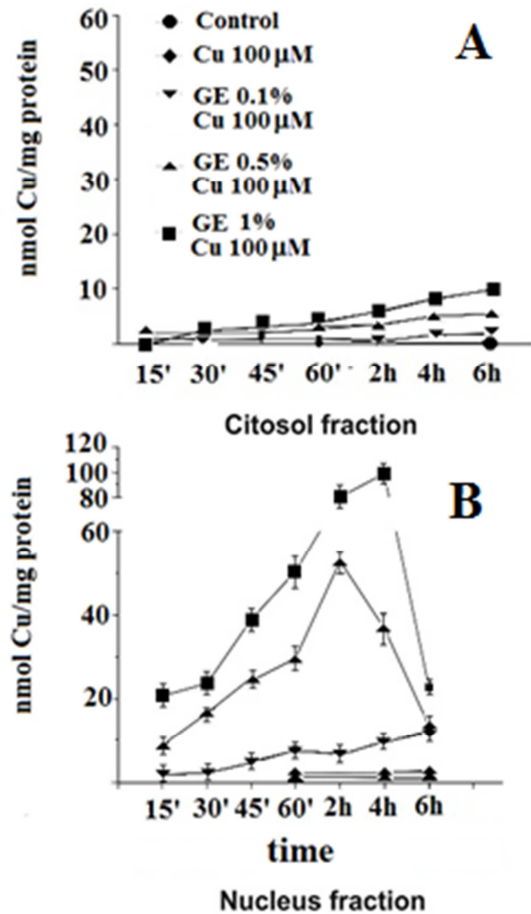 60
50
40
30
20
10
nmol Cu/mg protein
Control
Cu 100 µM
GE 0.1%
Cu 100 µM
GE 0.5%
Cu 100 µM
GE 1%
Cu 100 µM
A
15' 30' 45' 60' 2h 4h 6h
Citosol fraction
120
100
80
60
40
20
nmol Cu/mg protein
B
15' 30' 45' 60' 2h 4h 6h
time
Nucleus fraction